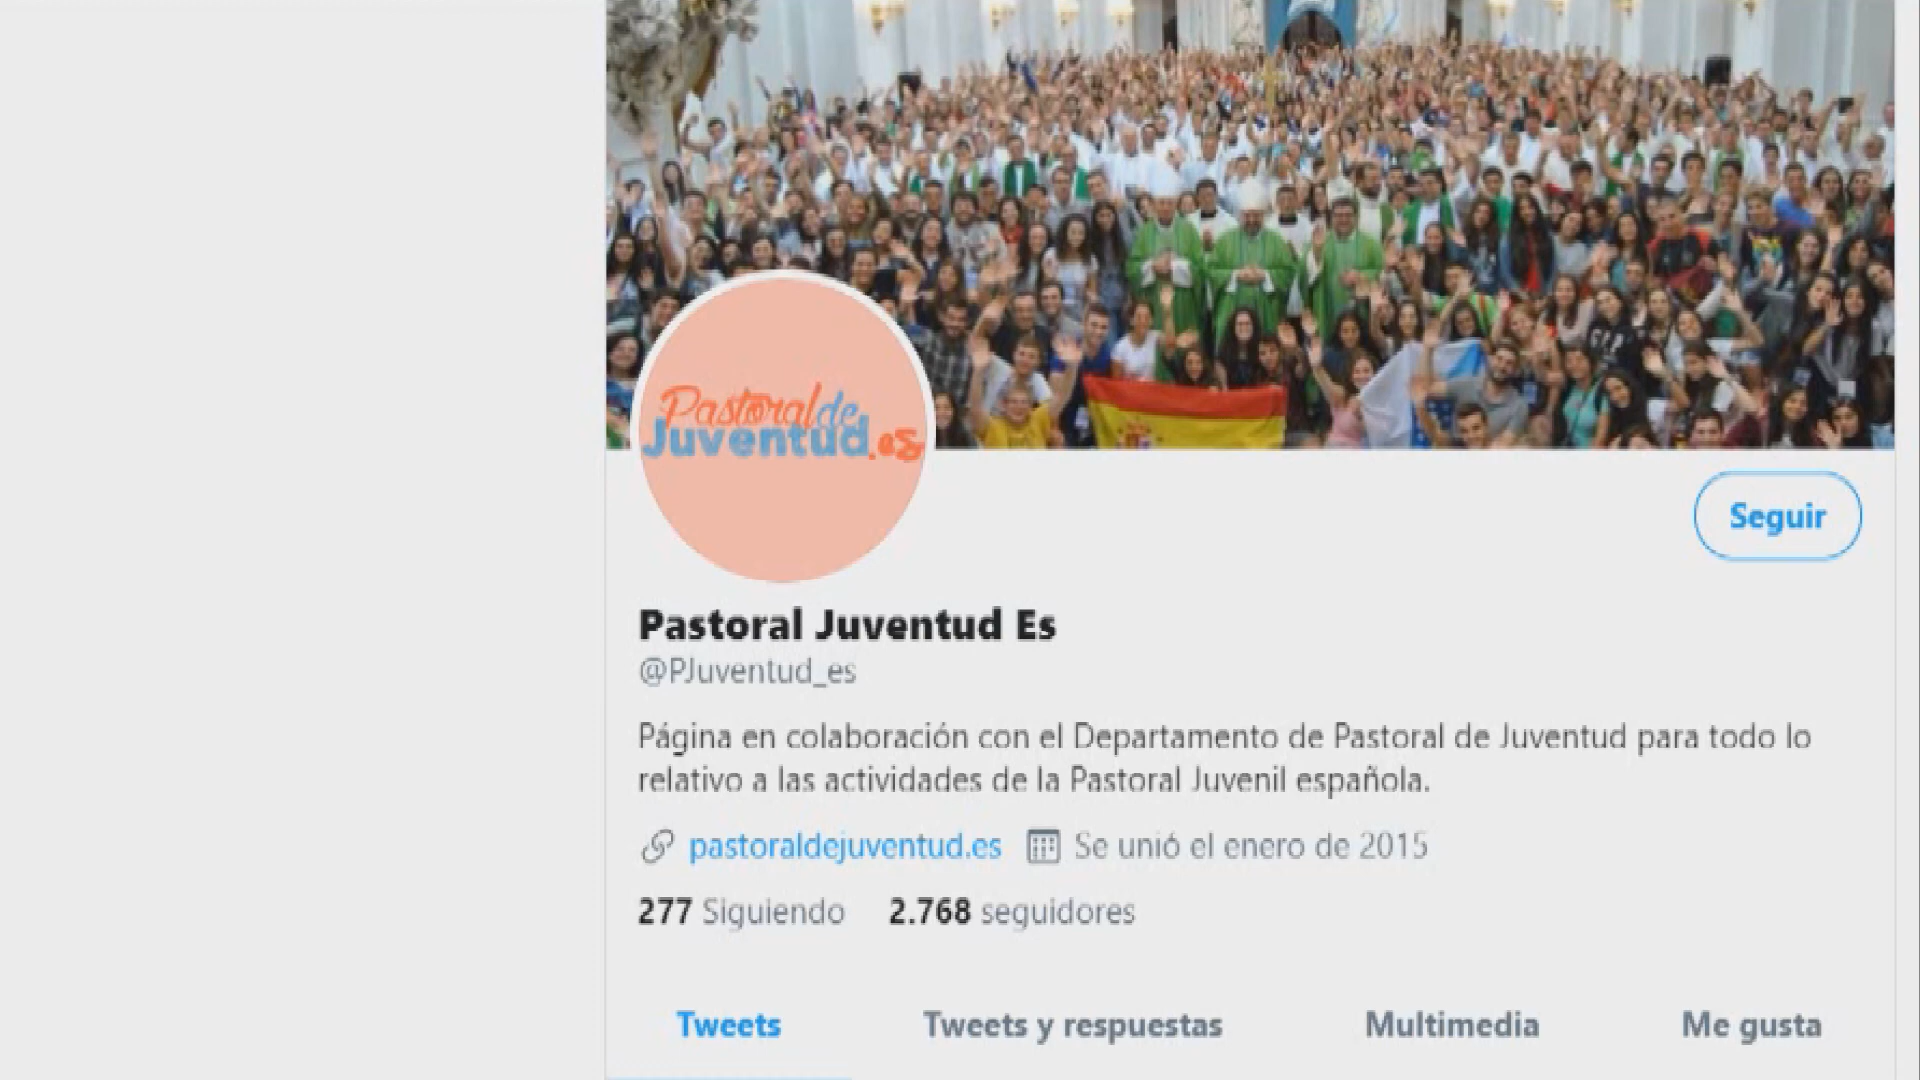 Pastoral de
Juventud.es
Seguir
Pastoral Juventud Es
@PJuventud_es
Página en colaboración con el Departamento de Pastoral de Juventud para todo lo
relativo a las actividades de la Pastoral Juvenil española.
pastoraldejuventud.es Se unió el enero de 2015
277 Siguiendo 2.768 seguidores
Tweets Tweets y respuestas Multimedia Me gusta